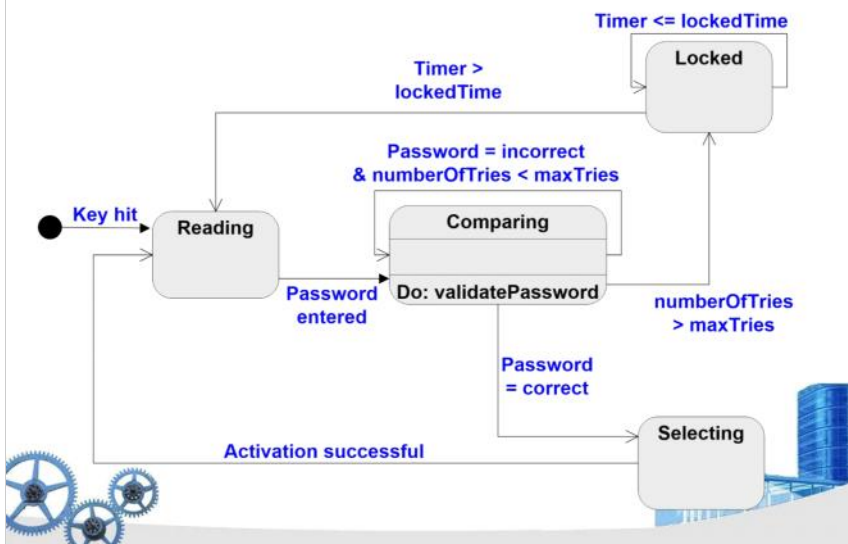 Timer <= lockedTime
Locked
Timer >
lockedTime
Password = incorrect
& numberOfTries < maxTries
Key hit
Reading
Comparing
Password
entered
Do: validatePassword
numberOfTries
> maxTries
Password
= correct
Selecting
Activation successful